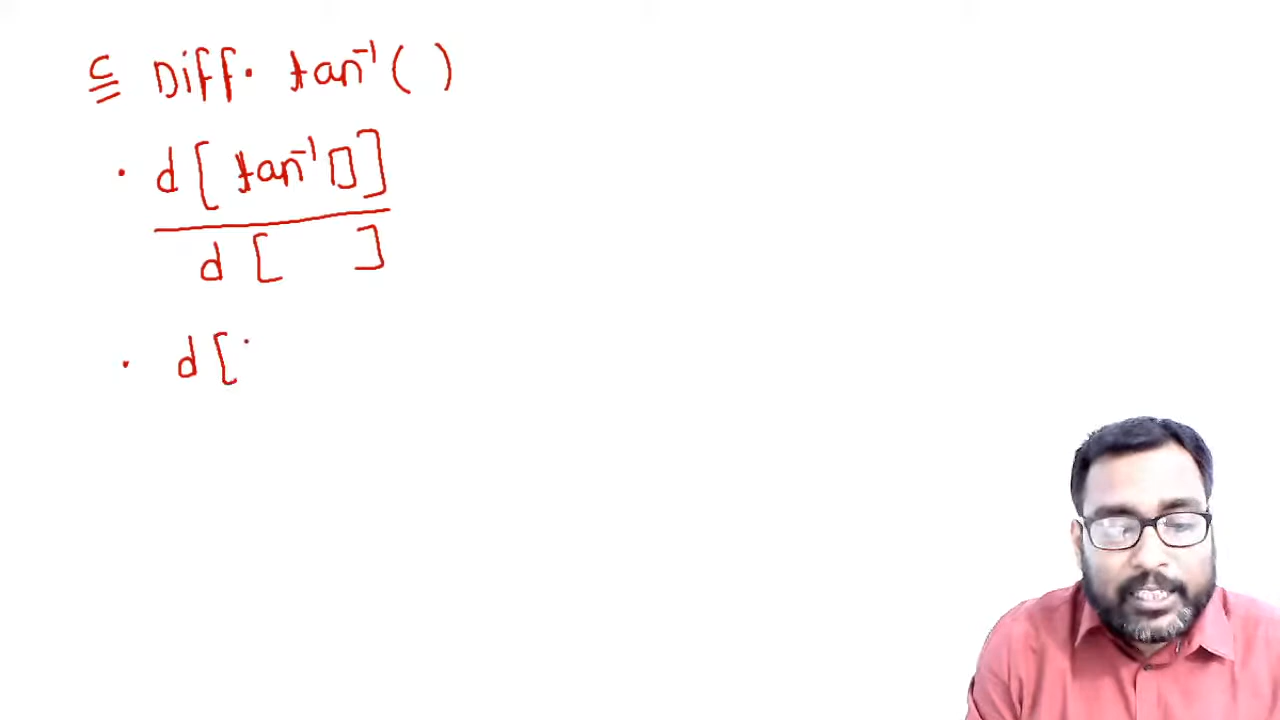 C Diff. tan⁻¹( )
. d[ tan⁻¹[] ]
d[ ]
. d[